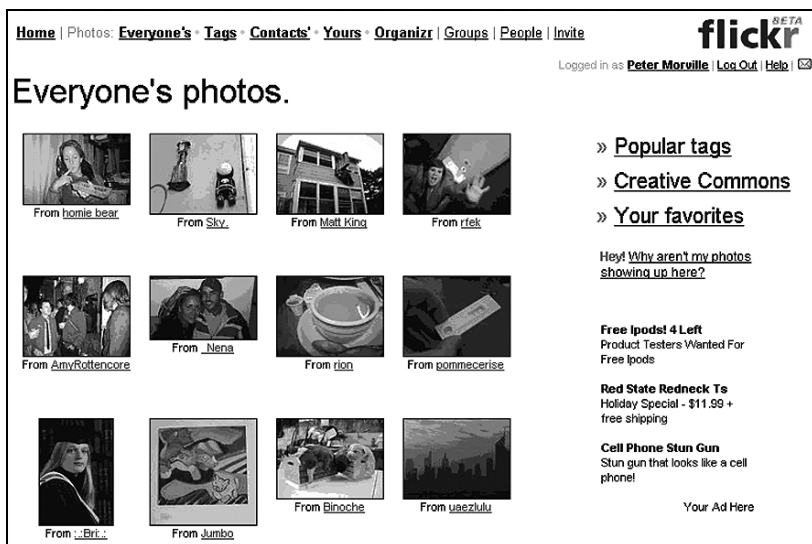 Home | Photos: Everyone's • Tags • Contacts' • Yours • Organizr | Groups | People | Invite
flickr BETA
Logged in as Peter Morville | Log Out | Help |
Everyone's photos.
From homie bear
From Sky.
From Matt King
From rfek
» Popular tags
» Creative Commons
» Your favorites
Hey! Why aren't my photos
showing up here?
From AmyRottencore
From _Nena
From rion
From pommecerise
Free Ipods! 4 Left
Product Testers Wanted For
Free Ipods
Red State Redneck Ts
Holiday Special - $11.99 +
free shipping
Cell Phone Stun Gun
Stun gun that looks like a cell
phone!
Your Ad Here
From :.:Bri:.:
From Jumbo
From Binoche
From uaezlulu